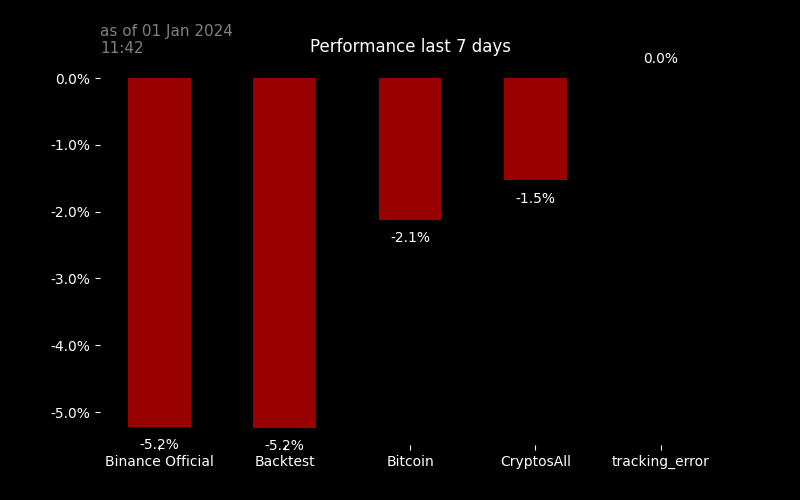 as of 01 Jan 2024
11:42
Performance last 7 days
0.0%
0.0%
-1.0%
-2.0%
-3.0%
-4.0%
-5.0%
-1.5%
-2.1%
-5.2%
-5.2%
Binance Official
Backtest
Bitcoin
CryptosAll
tracking_error